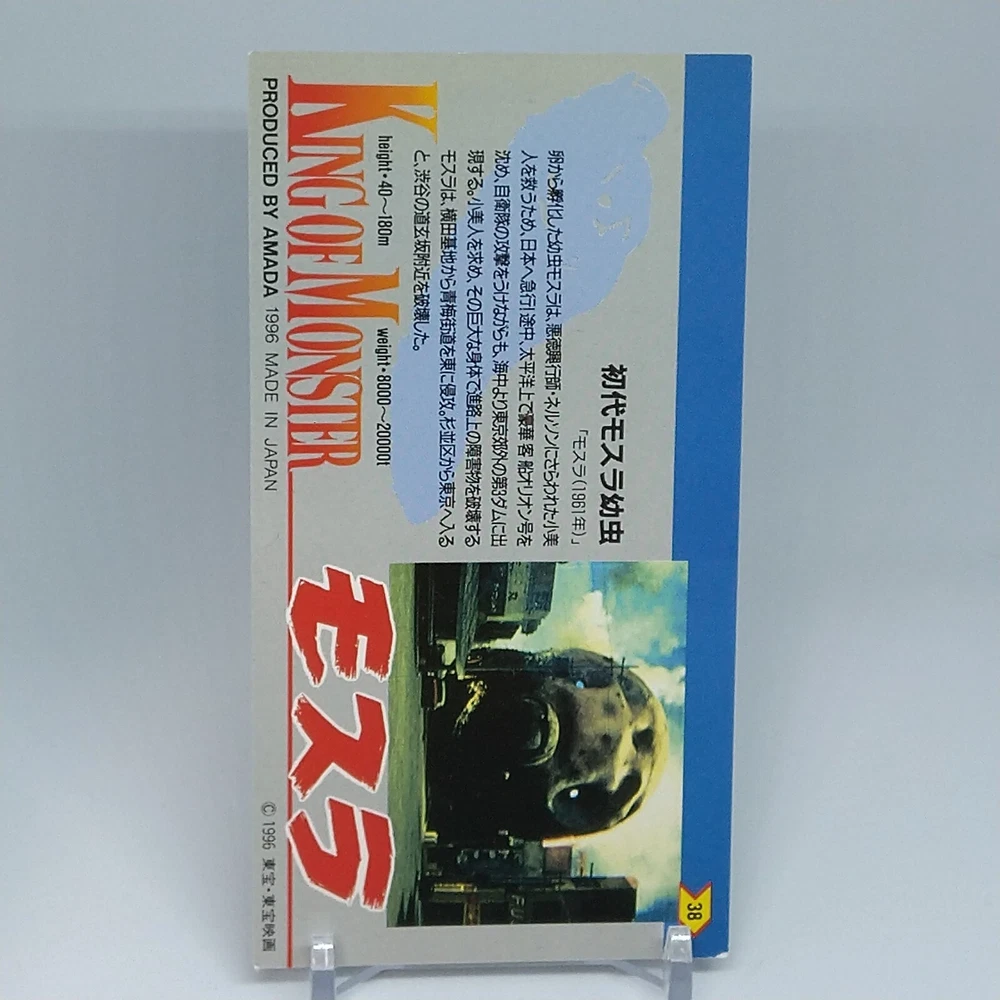 38
初代モスラ幼虫
「モスラ(1961年)」
卵から孵化した幼虫モスラは、悪徳興行師・ネルソンにさらわれた小美
人を救うため、日本へ急行!途中、太平洋上で豪華客船オリオン号を
沈め、自衛隊の攻撃をうけながらも、海中より東京郊外の第3ダムに出
現する。小美人を求め、その巨大な身体で進路上の障害物を破壊する
モスラは、横田基地から青梅街道を東に侵攻。杉並区から東京へ入る
と、渋谷の道玄坂附近を破壊した。
height・40〜180m weight・8000〜20000t
KING OF MONSTER
モスラ
PRODUCED BY AMADA 1996 MADE IN JAPAN
© 1996 東宝・東宝映画